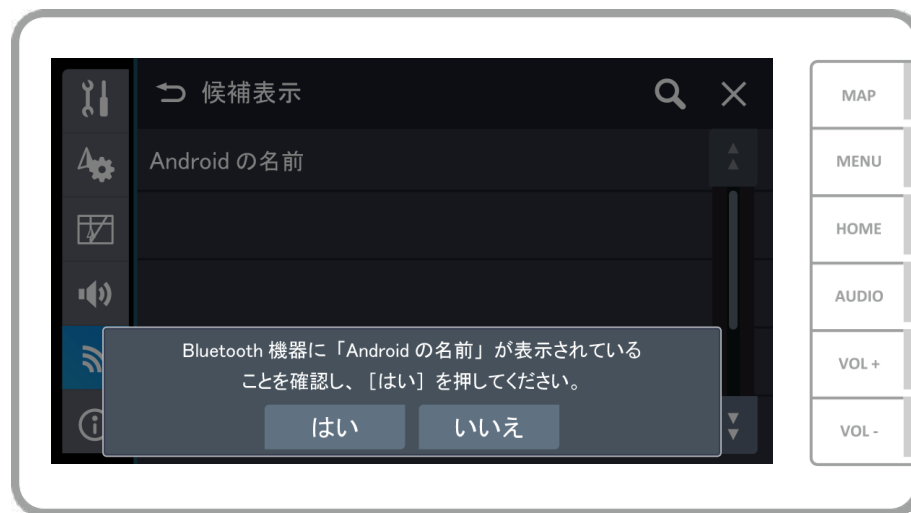 候補表示
Android の名前
Bluetooth 機器に「Android の名前」が表示されている
ことを確認し、[はい] を押してください。
はい
いいえ
MAP
MENU
HOME
AUDIO
VOL +
VOL -